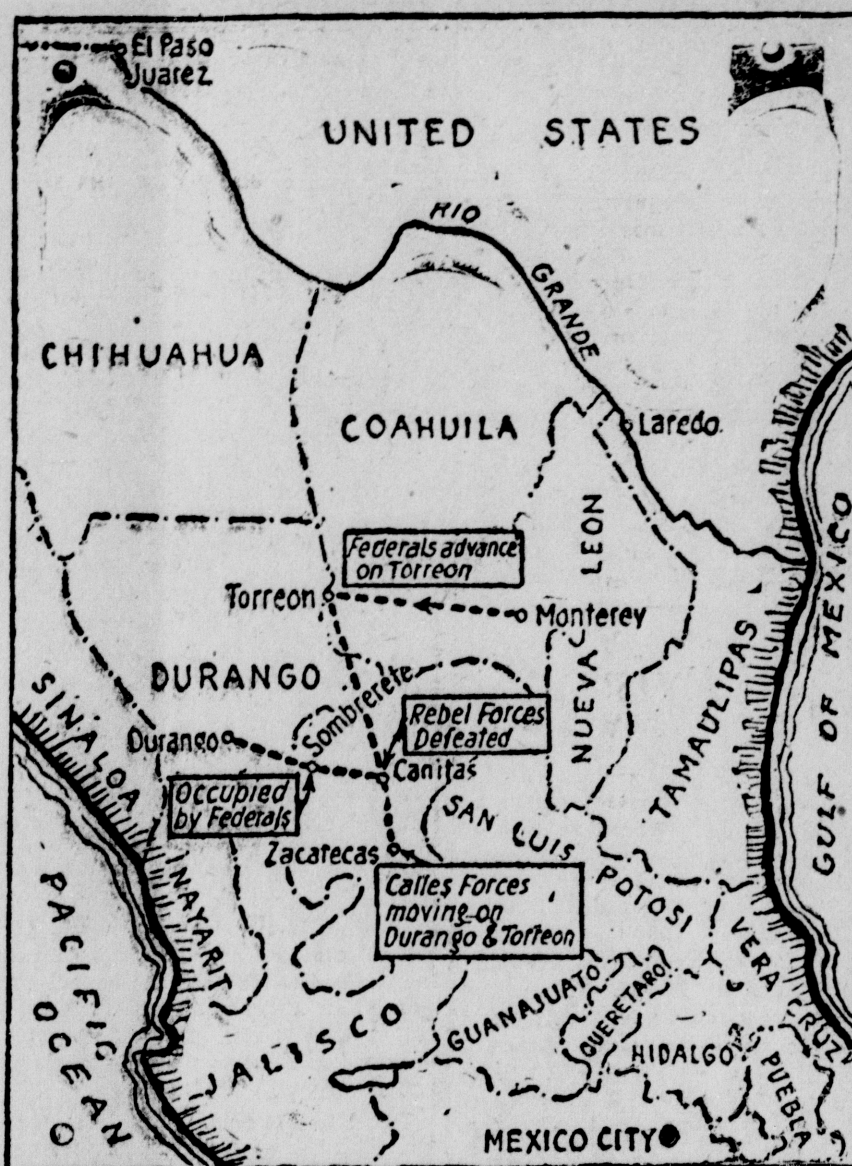 El Paso
Juarez
UNITED STATES
RIO
GRANDE
CHIHUAHUA
COAHUILA
Laredo.
Federals advance
on Torreon
NUEVA LEON
Torreon
Monterey
GULF OF MEXICO
TAMAULIPAS
DURANGO
SINALOA
Sombrerete
Rebel Forces
Defeated
Durango
Canitas
Occupied
by Federals
SAN LUIS POTOSI
Zacatecas
Calles Forces
moving on
Durango & Torreon
PACIFIC
OCEAN
NAYARIT
VERA CRUZ
JALISCO
GUANAJUATO
QUERETARO
HIDALGO
PUEBLA
MEXICO CITY